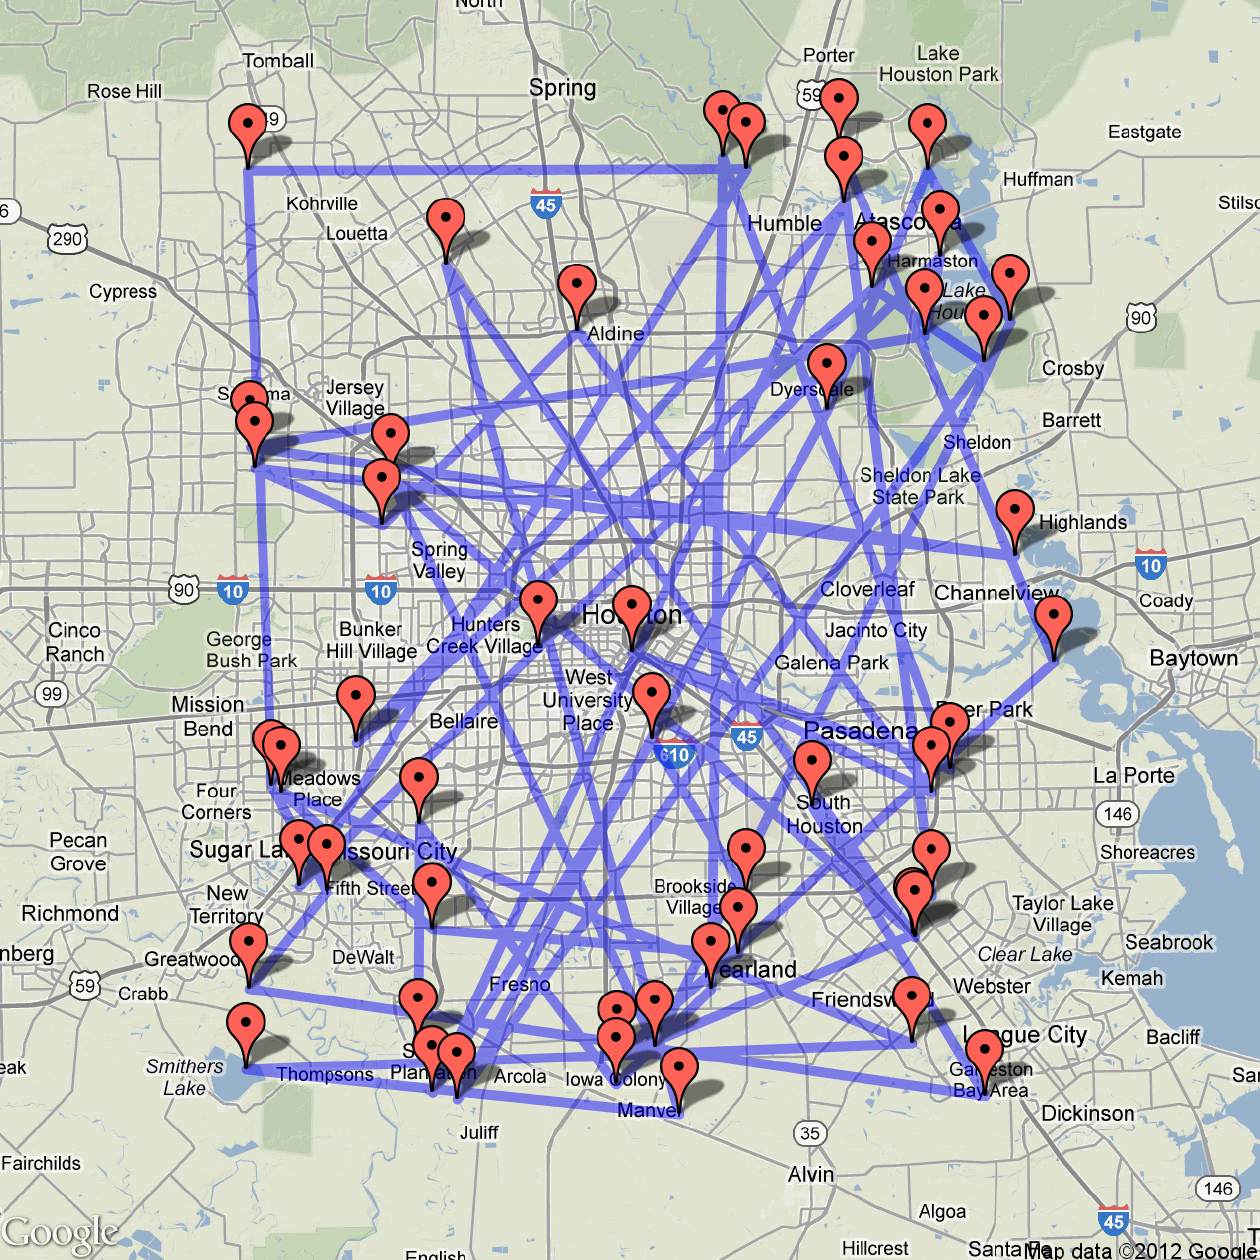 North
Tomball
Porter
Lake
Houston Park
Rose Hill
Spring
59
Eastgate
Huffman
Kohrville
45
Stilso
6
Louetta
Humble
290
Harmaston
Cypress
Lake
90
Aldine
Crosby
Jersey
Village
Dyersdale
Barrett
Sheldon
Sheldon Lake
State Park
Highlands
Spring
Valley
90
10
10
Cloverleaf
Channelview
10
Coady
Houston
Cinco
Ranch
George
Bush Park
Bunker
Hill Village
Hunters
Creek Village
Jacinto City
Galena Park
Baytown
99
West
University
Place
Mission
Bend
Bellaire
Deer Park
Pasadena
45
610
La Porte
Meadows
Place
Four
Corners
South
Houston
146
Pecan
Grove
Sugar La
issouri City
Shoreacres
Fifth Street
Brookside
Village
New
Territory
Richmond
Taylor Lake
Village
Seabrook
nberg
Greatwood
DeWalt
Clear Lake
Pearland
Kemah
59
Crabb
Fresno
Webster
Friendswood
League City
Bacliff
eak
Smithers
Lake
Thompsons
Arcola
Iowa Colony
Galveston
Bay Area
San
Manvel
Dickinson
Juliff
35
Fairchilds
Alvin
146
Algoa
45
Google
English
Hillcrest
Santa Fe
Map data ©2012 Google